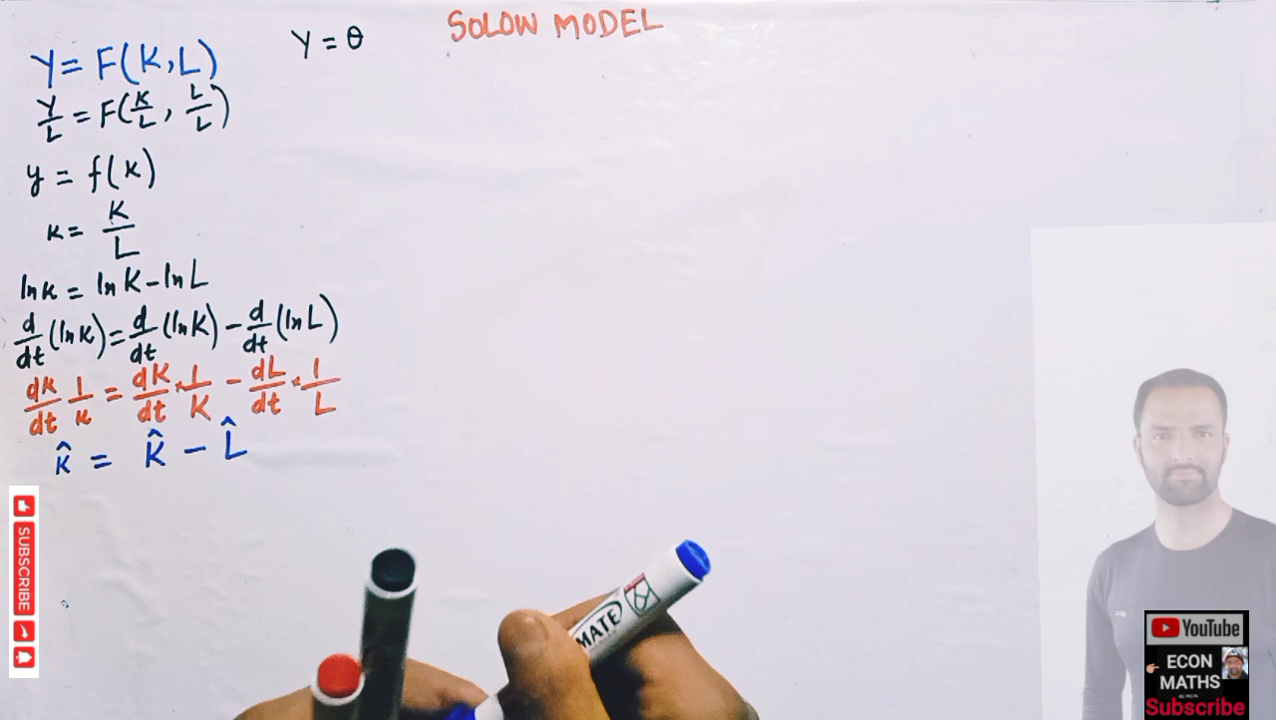 SOLOW MODEL
Y = F(K,L)
Y = θ
Y/L = F(K/L, L/L)
y = f(k)
k = K/L
ln k = ln K - ln L
d/dt (ln k) = d/dt (ln K) - d/dt (ln L)
dk/dt 1/k = dK/dt * 1/K - dL/dt * 1/L
k̂ = K̂ - L̂
SUBSCRIBE
MATE
YouTube
ECON
MATHS
Subscribe